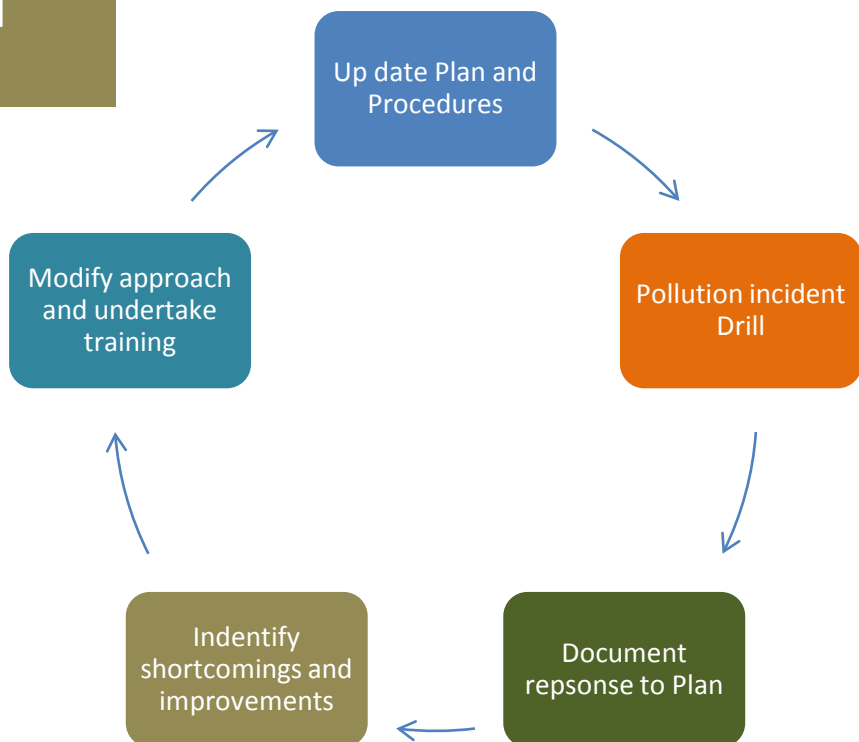 Up date Plan and
Procedures
Pollution incident
Drill
Document
repsonse to Plan
Indentify
shortcomings and
improvements
Modify approach
and undertake
training